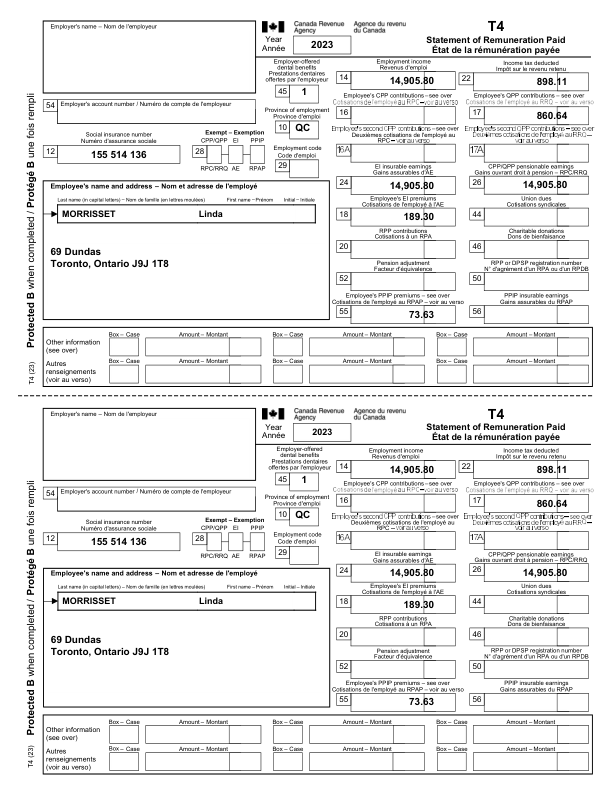 Employer's name – Nom de l'employeur
Canada Revenue Agency
Agence du revenu du Canada
T4
Statement of Remuneration Paid
État de la rémunération payée
Year
Année
2023
Employer-offered dental benefits
Prestations dentaires offertes par l'employeur
45 1
Employment income
Revenus d'emploi
14 14,905.80
Income tax deducted
Impôt sur le revenu retenu
22 898.11
54 Employer's account number / Numéro de compte de l'employeur
Province of employment
Province d'emploi
10 QC
Employee's CPP contributions – see over
Cotisations de l'employé au RPC – voir au verso
16
Employee's QPP contributions – see over
Cotisations de l'employé au RRQ – voir au verso
17 860.64
Social insurance number
Numéro d'assurance sociale
12 155 514 136
Exempt – Exemption
CPP/QPP EI PPIP
28
RPC/RRQ AE RPAP
Employment code
Code d'emploi
29
Employee's second CPP contributions – see over
Deuxièmes cotisations de l'employé au RPC – voir au verso
16A
Employee's second QPP contributions – see over
Deuxièmes cotisations de l'employé au RRQ – voir au verso
17A
EI insurable earnings
Gains assurables d'AE
24 14,905.80
CPP/QPP pensionable earnings
Gains ouvrant droit à pension – RPC/RRQ
26 14,905.80
Employee's name and address – Nom et adresse de l'employé
Last name (in capital letters) – Nom de famille (en lettres moulées) First name – Prénom Initial – Initiale
MORRISSET Linda
69 Dundas
Toronto, Ontario J9J 1T8
Employee's EI premiums
Cotisations de l'employé à l'AE
18 189.30
Union dues
Cotisations syndicales
44
RPP contributions
Cotisations à un RPA
20
Charitable donations
Dons de bienfaisance
46
Pension adjustment
Facteur d'équivalence
52
RPP or DPSP registration number
N° d'agrément d'un RPA ou d'un RPDB
50
Employee's PPIP premiums – see over
Cotisations de l'employé au RPAP – voir au verso
55 73.63
PPIP insurable earnings
Gains assurables du RPAP
56
Box – Case Amount – Montant Box – Case Amount – Montant Box – Case Amount – Montant
Other information
(see over)
Box – Case Amount – Montant Box – Case Amount – Montant Box – Case Amount – Montant
Autres
renseignements
(voir au verso)
Protected B when completed / Protégé B une fois rempli
T4 (23)
Employer's name – Nom de l'employeur
Canada Revenue Agency
Agence du revenu du Canada
T4
Statement of Remuneration Paid
État de la rémunération payée
Year
Année
2023
Employer-offered dental benefits
Prestations dentaires offertes par l'employeur
45 1
Employment income
Revenus d'emploi
14 14,905.80
Income tax deducted
Impôt sur le revenu retenu
22 898.11
54 Employer's account number / Numéro de compte de l'employeur
Province of employment
Province d'emploi
10 QC
Employee's CPP contributions – see over
Cotisations de l'employé au RPC – voir au verso
16
Employee's QPP contributions – see over
Cotisations de l'employé au RRQ – voir au verso
17 860.64
Social insurance number
Numéro d'assurance sociale
12 155 514 136
Exempt – Exemption
CPP/QPP EI PPIP
28
RPC/RRQ AE RPAP
Employment code
Code d'emploi
29
Employee's second CPP contributions – see over
Deuxièmes cotisations de l'employé au RPC – voir au verso
16A
Employee's second QPP contributions – see over
Deuxièmes cotisations de l'employé au RRQ – voir au verso
17A
EI insurable earnings
Gains assurables d'AE
24 14,905.80
CPP/QPP pensionable earnings
Gains ouvrant droit à pension – RPC/RRQ
26 14,905.80
Employee's name and address – Nom et adresse de l'employé
Last name (in capital letters) – Nom de famille (en lettres moulées) First name – Prénom Initial – Initiale
MORRISSET Linda
69 Dundas
Toronto, Ontario J9J 1T8
Employee's EI premiums
Cotisations de l'employé à l'AE
18 189.30
Union dues
Cotisations syndicales
44
RPP contributions
Cotisations à un RPA
20
Charitable donations
Dons de bienfaisance
46
Pension adjustment
Facteur d'équivalence
52
RPP or DPSP registration number
N° d'agrément d'un RPA ou d'un RPDB
50
Employee's PPIP premiums – see over
Cotisations de l'employé au RPAP – voir au verso
55 73.63
PPIP insurable earnings
Gains assurables du RPAP
56
Box – Case Amount – Montant Box – Case Amount – Montant Box – Case Amount – Montant
Other information
(see over)
Box – Case Amount – Montant Box – Case Amount – Montant Box – Case Amount – Montant
Autres
renseignements
(voir au verso)
Protected B when completed / Protégé B une fois rempli
T4 (23)